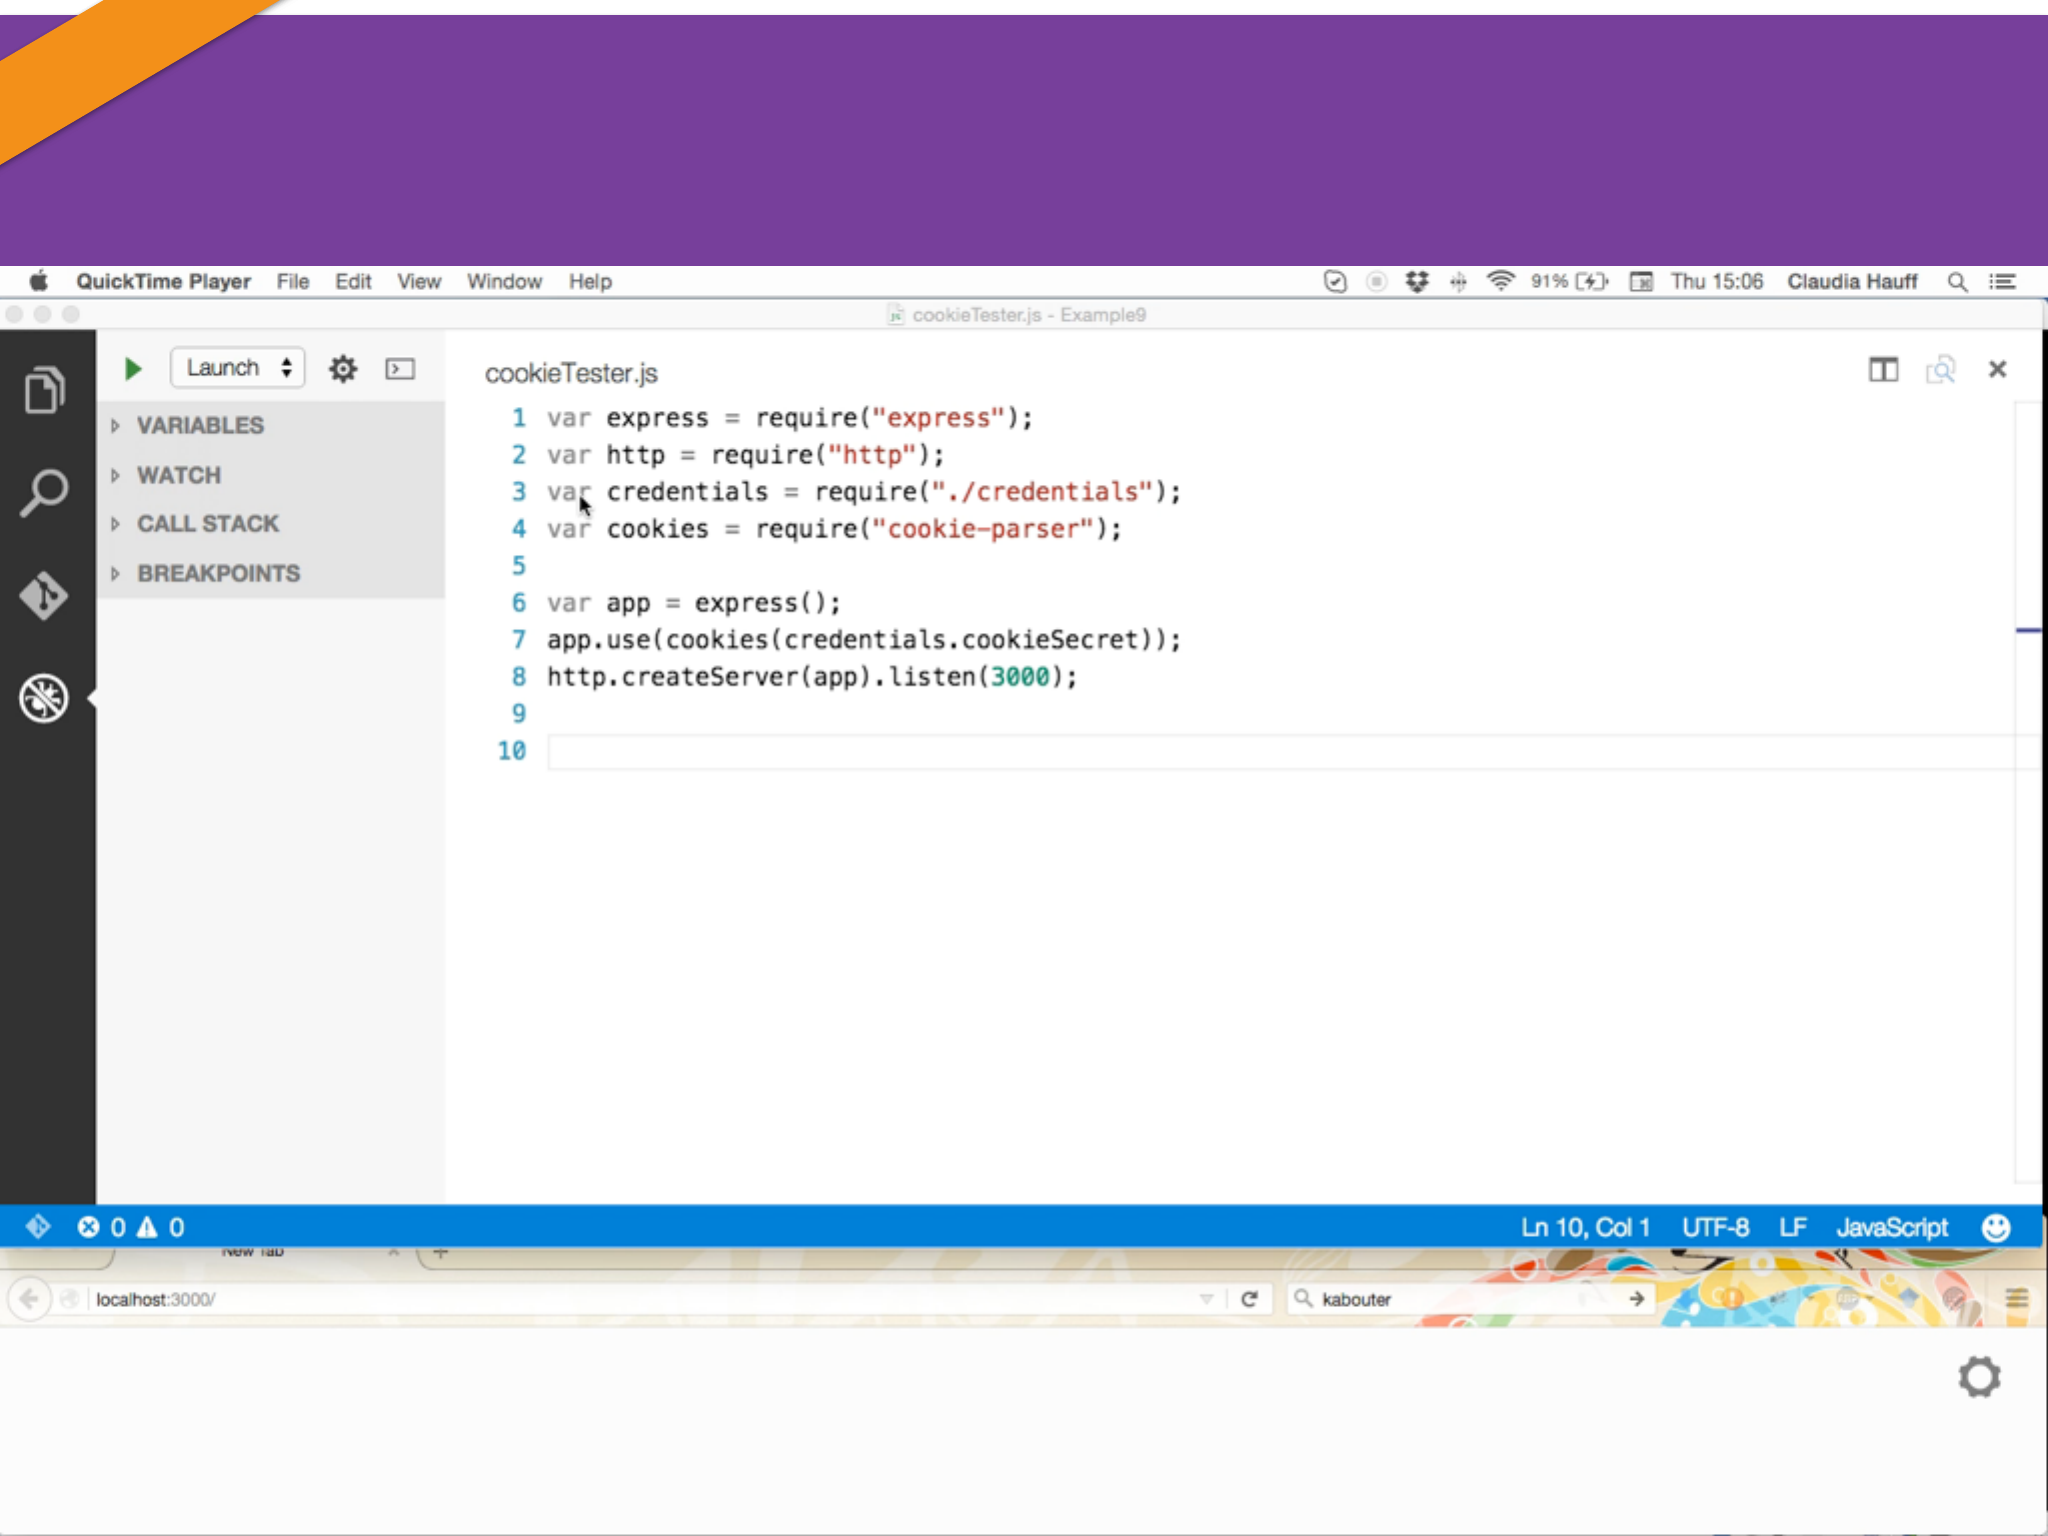 QuickTime Player File Edit View Window Help 91% Thu 15:06 Claudia Hauff
cookieTester.js - Example9
Launch
cookieTester.js
VARIABLES
WATCH
CALL STACK
BREAKPOINTS
1 var express = require("express");
2 var http = require("http");
3 var credentials = require("./credentials");
4 var cookies = require("cookie-parser");
5
6 var app = express();
7 app.use(cookies(credentials.cookieSecret));
8 http.createServer(app).listen(3000);
9
10
0 0 Ln 10, Col 1 UTF-8 LF JavaScript
New Tab
localhost:3000/ kabouter